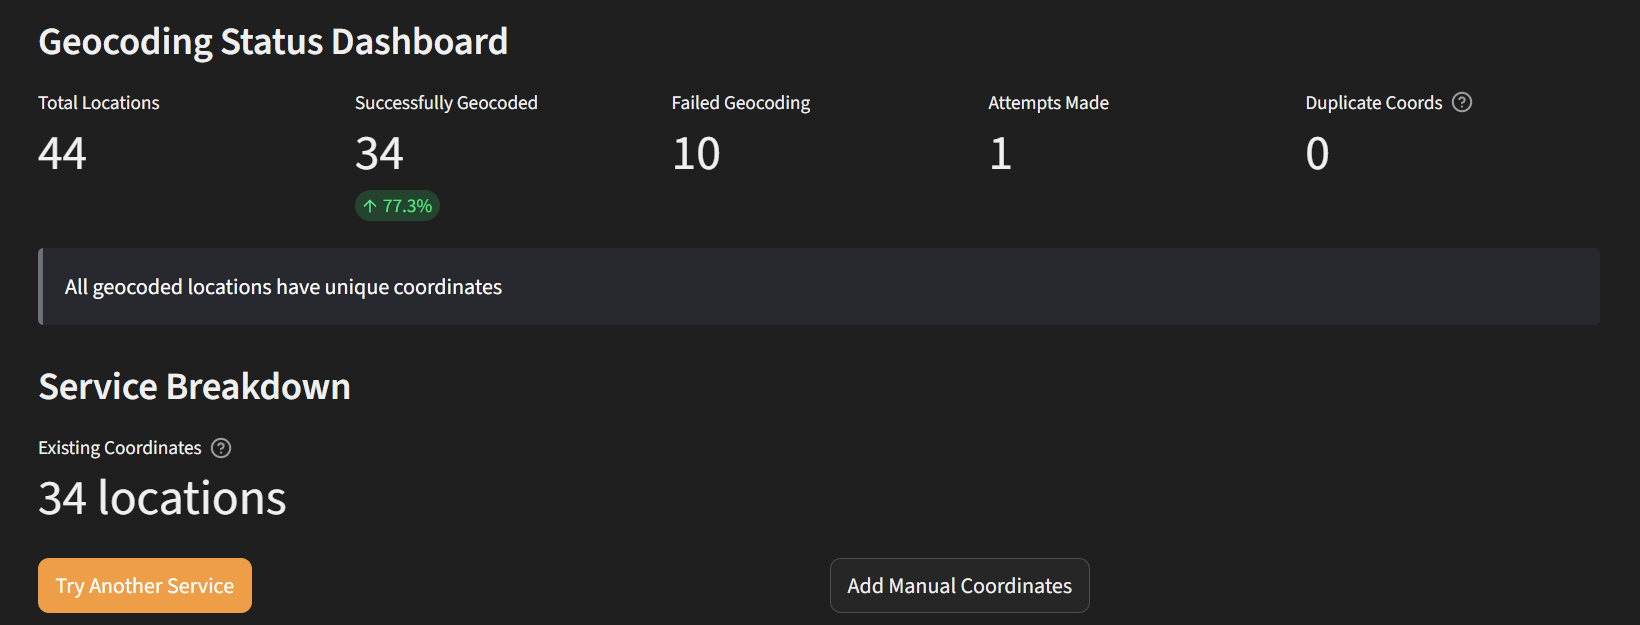 Geocoding Status Dashboard
Total Locations
44
Successfully Geocoded
34
↑ 77.3%
Failed Geocoding
10
Attempts Made
1
Duplicate Coords ?
0
All geocoded locations have unique coordinates
Service Breakdown
Existing Coordinates ?
34 locations
Try Another Service
Add Manual Coordinates